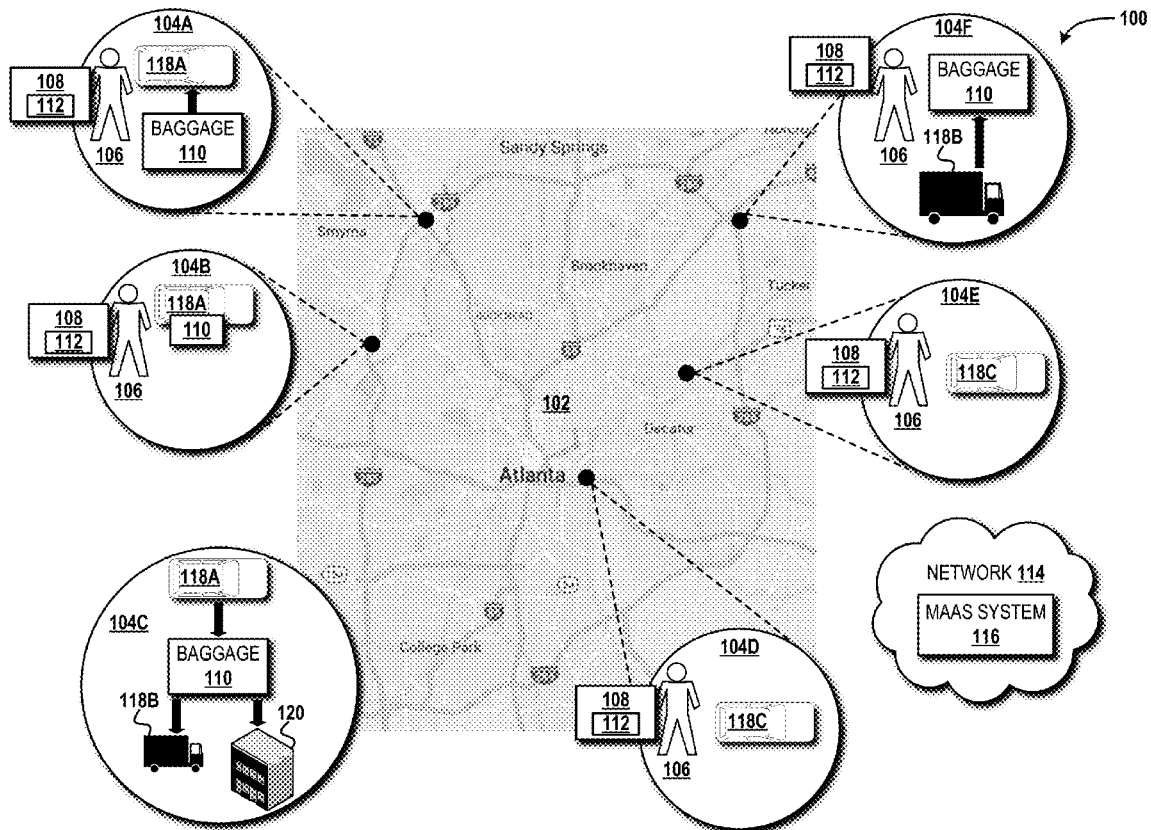 100
104A
118A
108
112
106
BAGGAGE
110
104F
108
112
106
BAGGAGE
110
118B
Sandy Springs
Smyrna
Brookhaven
Tucker
104B
118A
110
108
112
106
104E
108
112
106
118C
102
Decatur
Atlanta
104C
118A
BAGGAGE
110
118B
120
College Park
104D
108
112
106
118C
NETWORK 114
MAAS SYSTEM
116